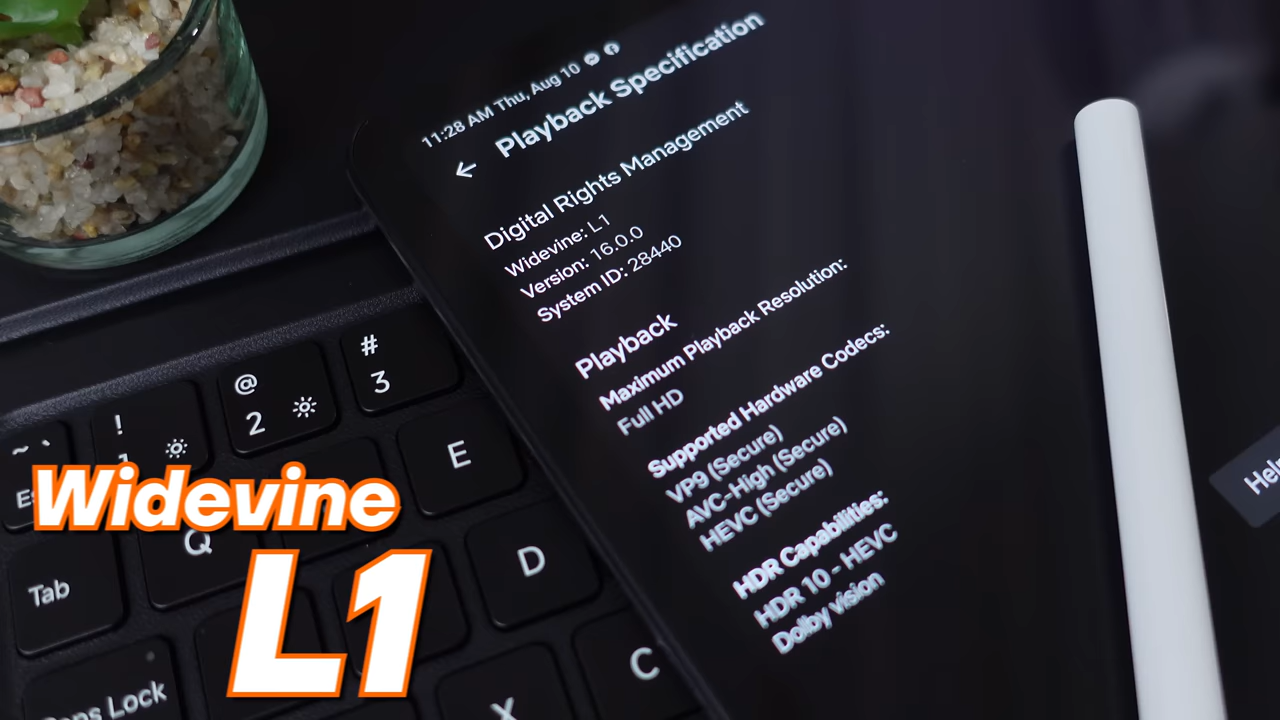 11:28 AM Thu, Aug 10
Playback Specification
Digital Rights Management
Widevine: L1
Version: 16.0.0
System ID: 28440
Playback
Maximum Playback Resolution:
Full HD
Supported Hardware Codecs:
VP9 (Secure)
AVC-High (Secure)
HEVC (Secure)
HDR Capabilities:
HDR 10 - HEVC
Dolby vision
# 3
@ 2
!
~ `
E
Q
Tab
D
C
X
Lock
Widevine
L1